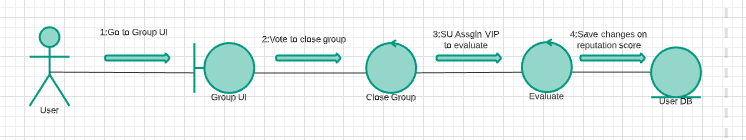 1:Go to Group UI
2:Vote to close group
3:SU Assgin VIP
to evaluate
4:Save changes on
reputation score
User
Group UI
Close Group
Evaluate
User DB